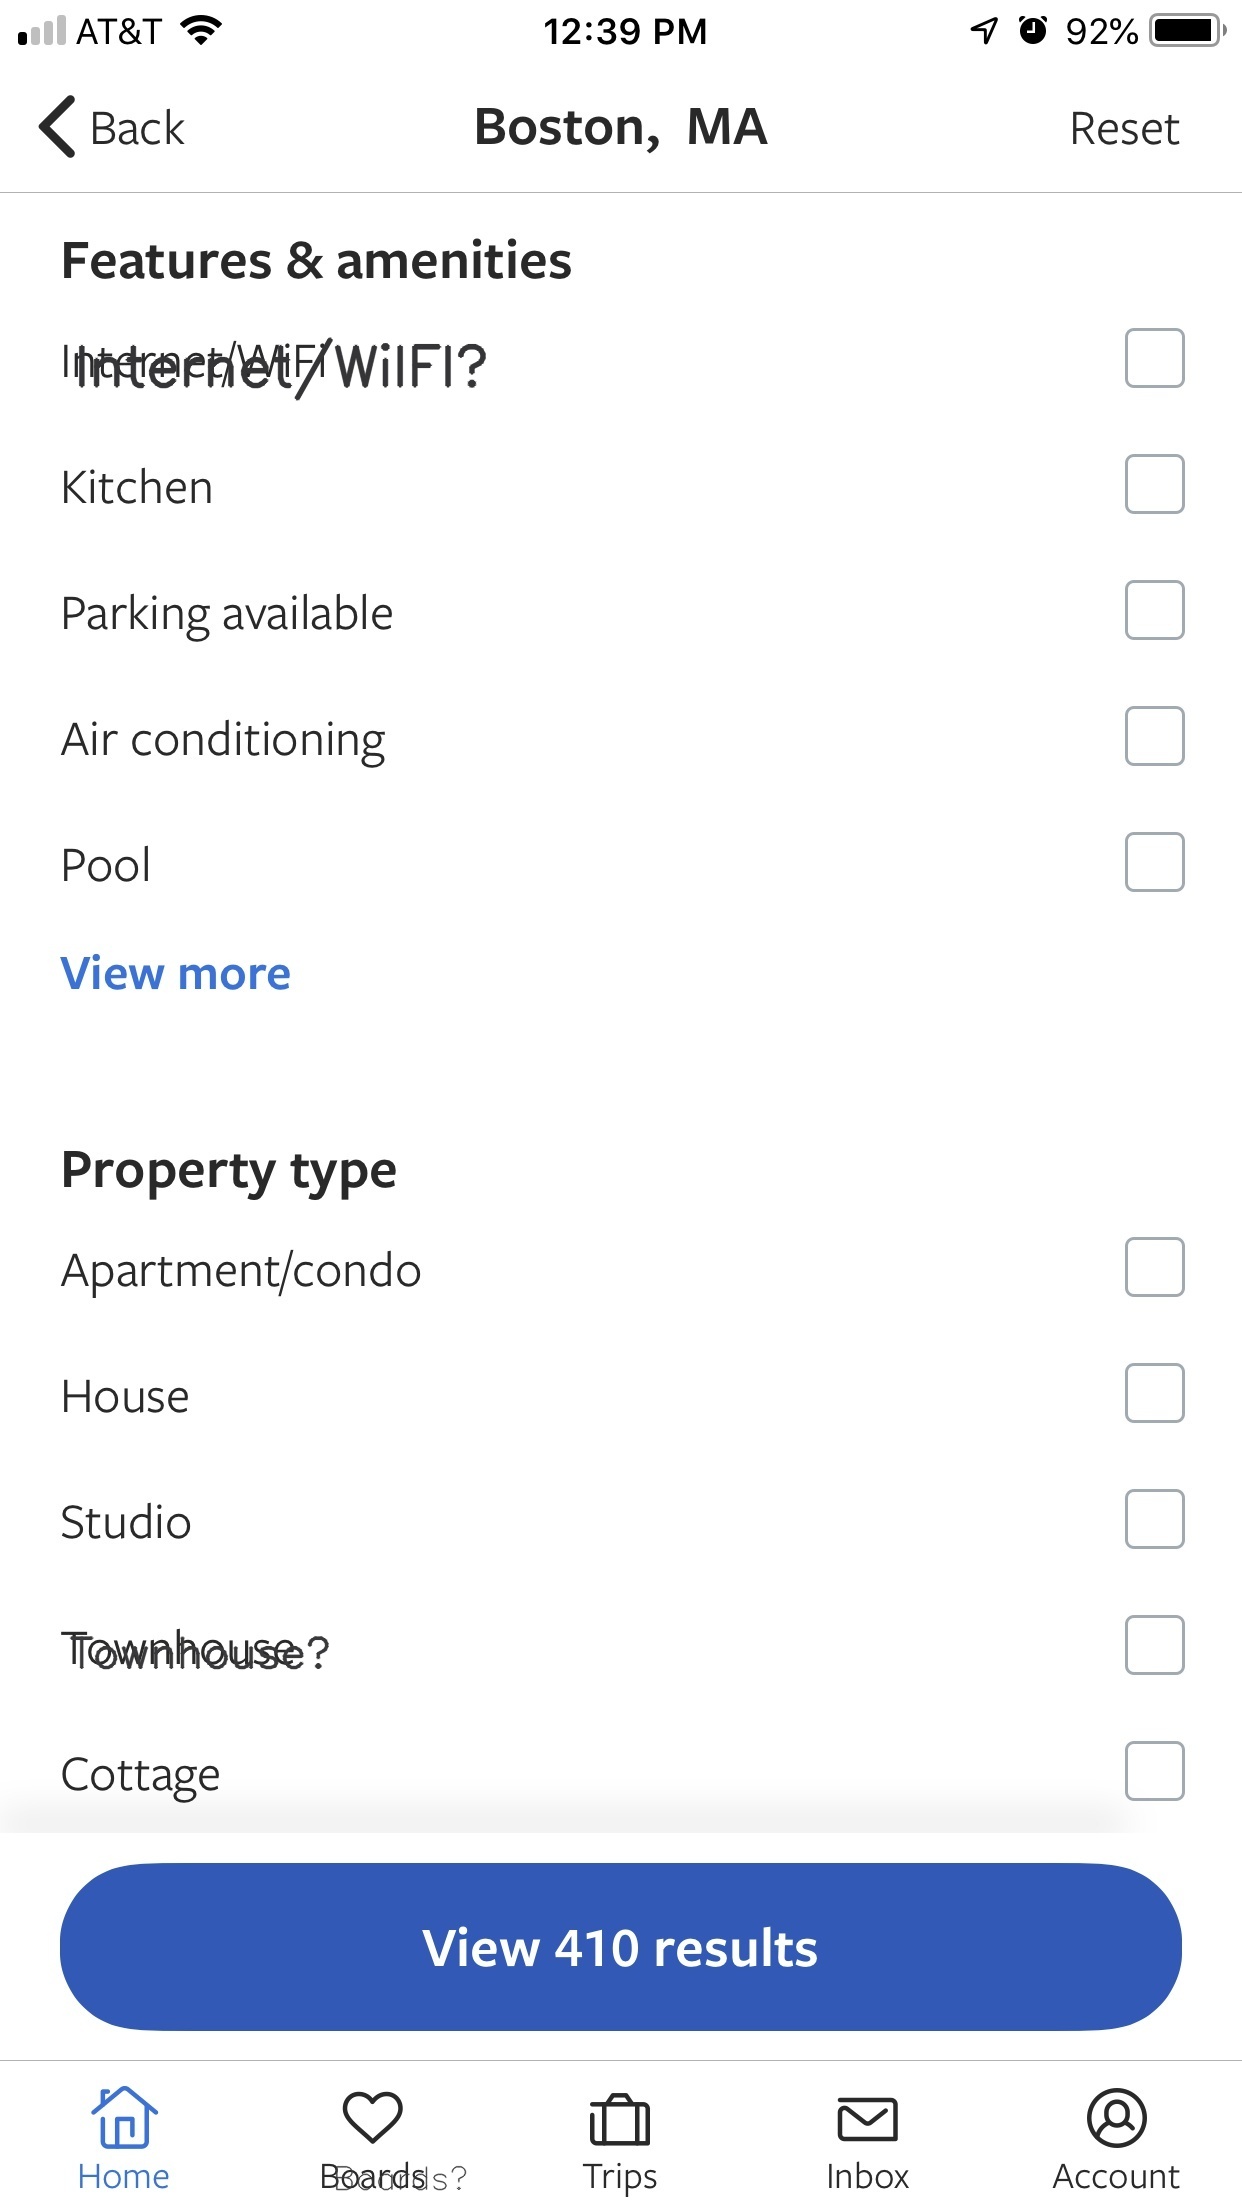 AT&T 12:39 PM 92%
Back Boston, MA Reset
Features & amenities
Internet/WiFi Internet/WilFI?
Kitchen
Parking available
Air conditioning
Pool
View more
Property type
Apartment/condo
House
Studio
Townhouse Townhouse?
Cottage
View 410 results
Home Boards Boards? Trips Inbox Account